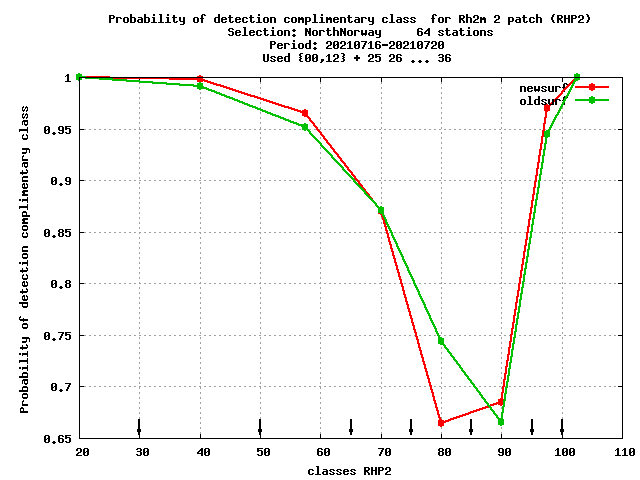 Probability of detection complimentary class  for Rh2m 2 patch (RHP2)
Selection: NorthNorway     64 stations
Period: 20210716-20210720
Used {00,12} + 25 26 ... 36
newsurf
oldsurf
1
0.95
0.9
0.85
0.8
0.75
0.7
0.65
Probability of detection complimentary class
20 30 40 50 60 70 80 90 100 110
classes RHP2